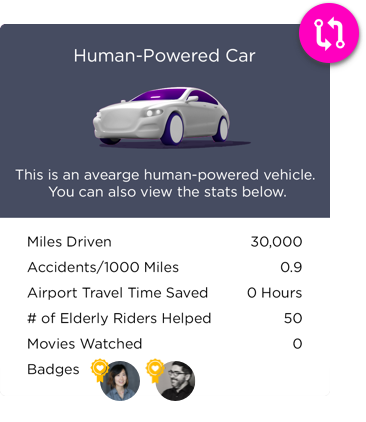 Human-Powered Car
This is an avearge human-powered vehicle.
You can also view the stats below.
Miles Driven 30,000
Accidents/1000 Miles 0.9
Airport Travel Time Saved 0 Hours
# of Elderly Riders Helped 50
Movies Watched 0
Badges